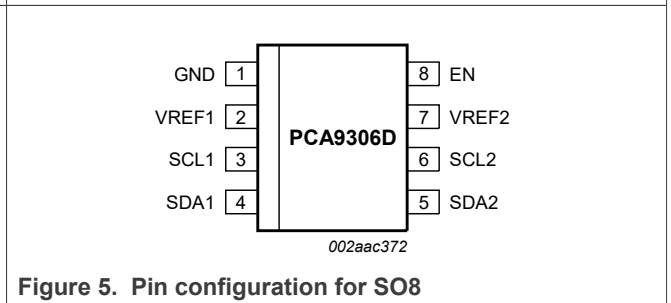 GND 1 8 EN
VREF1 2 7 VREF2
PCA9306D
SCL1 3 6 SCL2
SDA1 4 5 SDA2
002aac372
Figure 5. Pin configuration for SO8